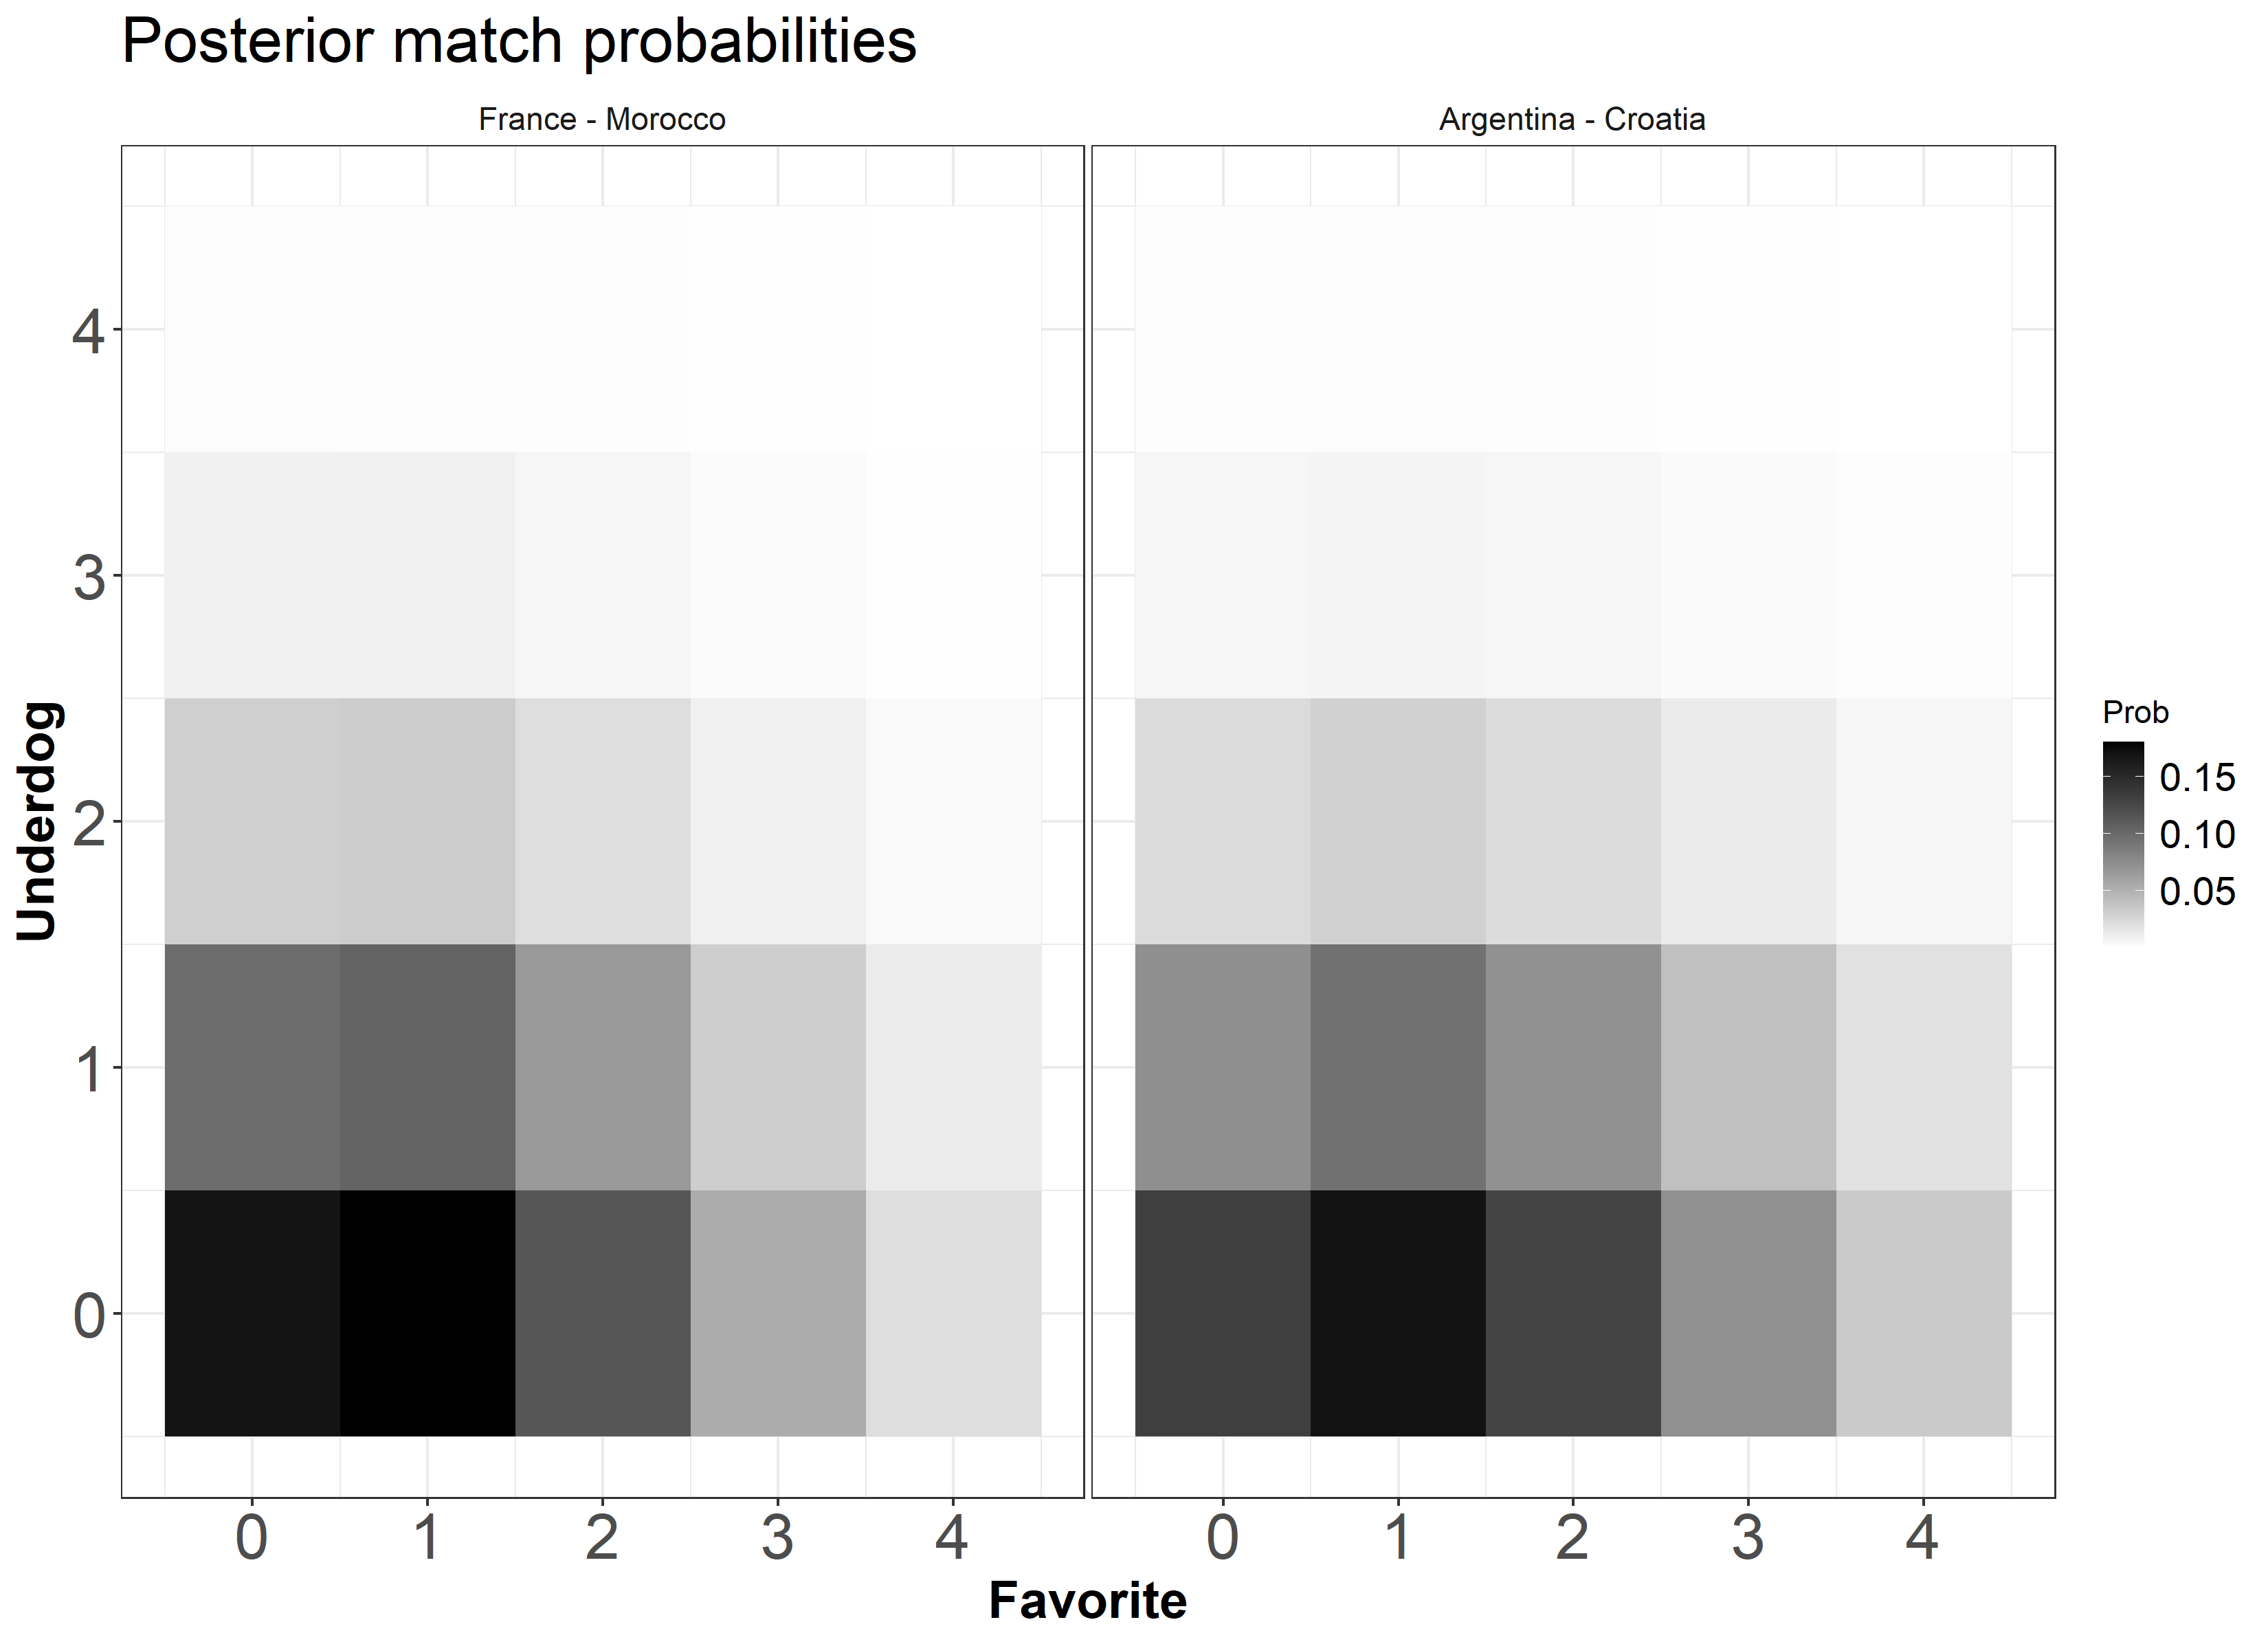 Posterior match probabilities
France - Morocco
Argentina - Croatia
4
3
2
1
0
Underdog
0 1 2 3 4
0 1 2 3 4
Favorite
Prob
0.15
0.10
0.05